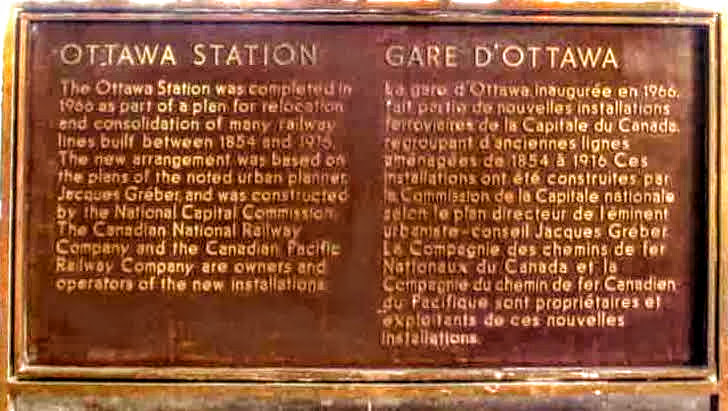 OTTAWA STATION
The Ottawa Station was completed in
1966 as part of a plan for relocation
and consolidation of many railway
lines built between 1854 and 1916.
The new arrangement was based on
the plans of the noted urban planner,
Jacques Gréber, and was constructed
by the National Capital Commission.
The Canadian National Railway
Company and the Canadian Pacific
Railway Company are owners and
operators of the new installations.
GARE D'OTTAWA
La gare d'Ottawa, inaugurée en 1966,
fait partie de nouvelles installations
ferroviaires de la Capitale du Canada,
regroupant d'anciennes lignes
aménagées de 1854 à 1916. Ces
installations ont été construites par
la Commission de la Capitale nationale
selon le plan directeur de l'éminent
urbaniste-conseil Jacques Gréber.
La Compagnie des chemins de fer
Nationaux du Canada et la
Compagnie du chemin de fer Canadien
du Pacifique sont propriétaires et
exploitants de ces nouvelles
installations.